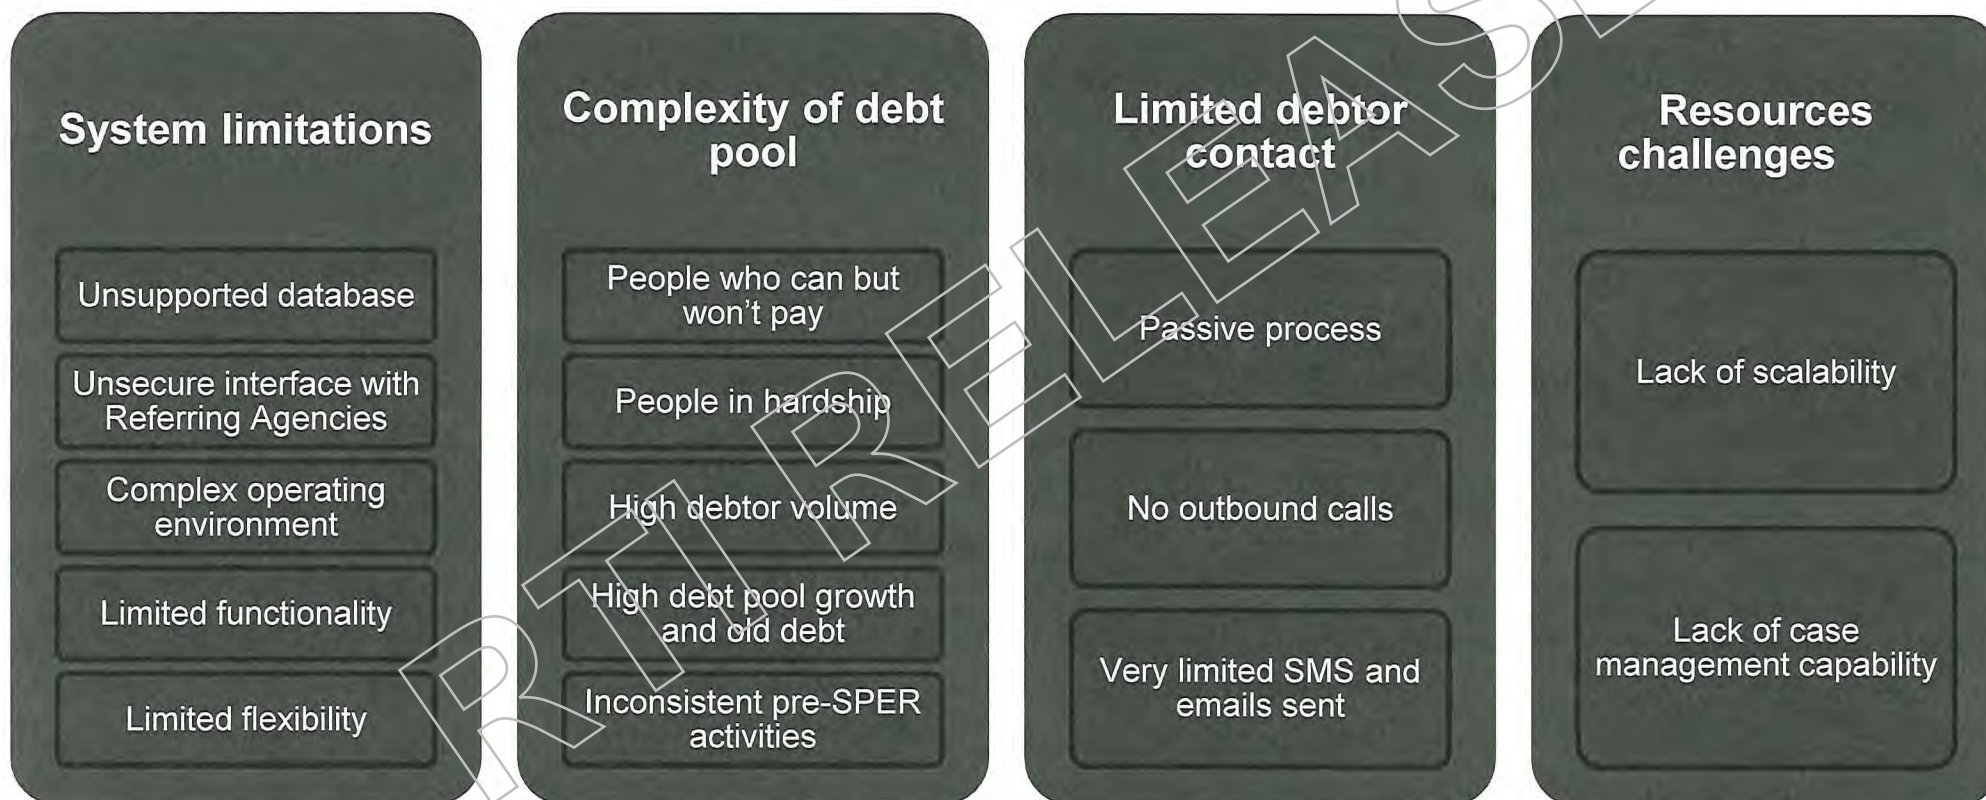 System limitations
Unsupported database
Unsecure interface with
Referring Agencies
Complex operating
environment
Limited functionality
Limited flexibility
Complexity of debt
pool
People who can but
won't pay
People in hardship
High debtor volume
High debt pool growth
and old debt
Inconsistent pre-SPER
activities
Limited debtor
contact
Passive process
No outbound calls
Very limited SMS and
emails sent
Resources
challenges
Lack of scalability
Lack of case
management capability
RTI RELEASE